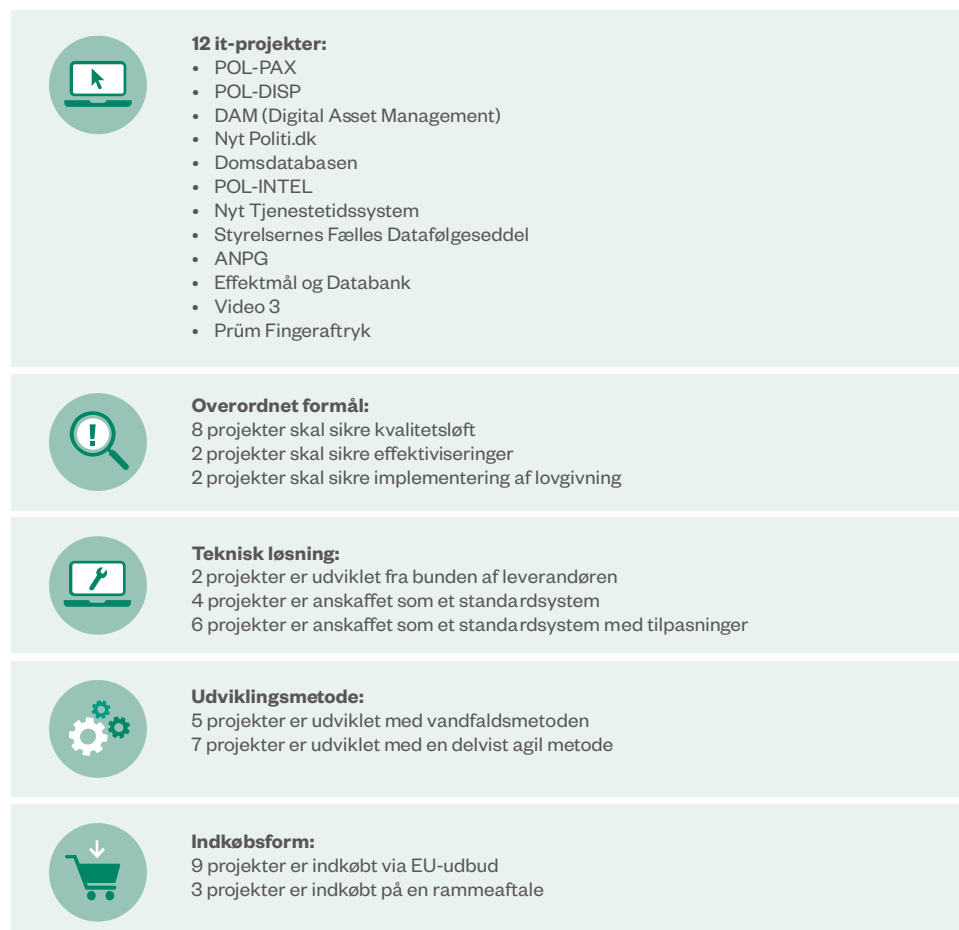 12 it-projekter:
• POL-PAX
• POL-DISP
• DAM (Digital Asset Management)
• Nyt Politi.dk
• Domsdatabasen
• POL-INTEL
• Nyt Tjenestetidssystem
• Styrelsernes Fælles Datafølgeseddel
• ANPG
• Effektmål og Databank
• Video 3
• Prüm Fingeraftryk
Overordnet formål:
8 projekter skal sikre kvalitetsløft
2 projekter skal sikre effektiviseringer
2 projekter skal sikre implementering af lovgivning
Teknisk løsning:
2 projekter er udviklet fra bunden af leverandøren
4 projekter er anskaffet som et standardsystem
6 projekter er anskaffet som et standardsystem med tilpasninger
Udviklingsmetode:
5 projekter er udviklet med vandfaldsmetoden
7 projekter er udviklet med en delvist agil metode
Indkøbsform:
9 projekter er indkøbt via EU-udbud
3 projekter er indkøbt på en rammeaftale